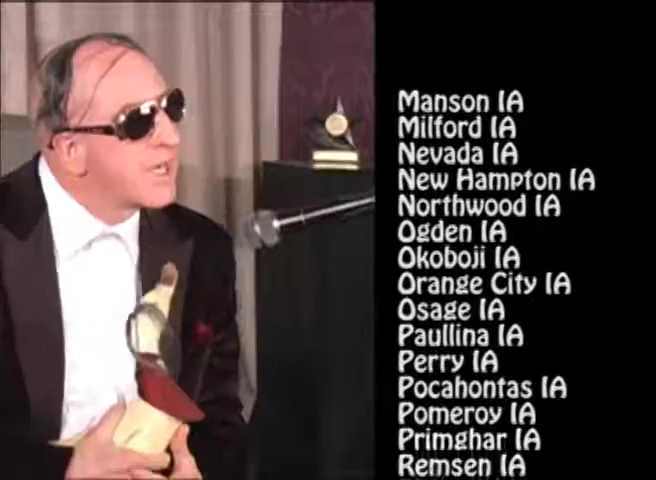 Manson IA
Milford IA
Nevada IA
New Hampton IA
Northwood IA
Ogden IA
Okoboji IA
Orange City IA
Osage IA
Paullina IA
Perry IA
Pocahontas IA
Pomeroy IA
Primghar IA
Remsen IA